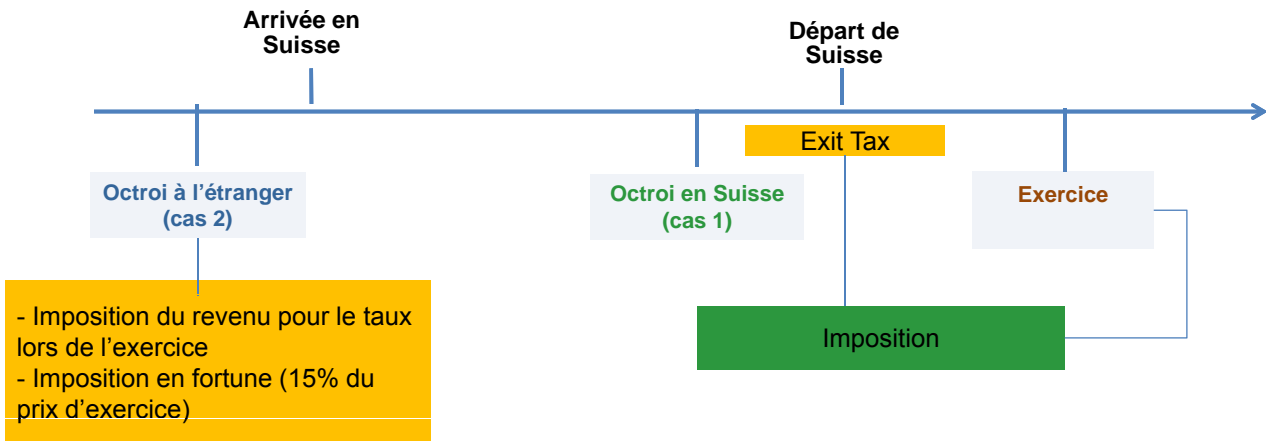 Arrivée en
Suisse
Départ de
Suisse
Exit Tax
Octroi à l’étranger
(cas 2)
Octroi en Suisse
(cas 1)
Exercice
- Imposition du revenu pour le taux
lors de l’exercice
- Imposition en fortune (15% du
prix d’exercice)
Imposition